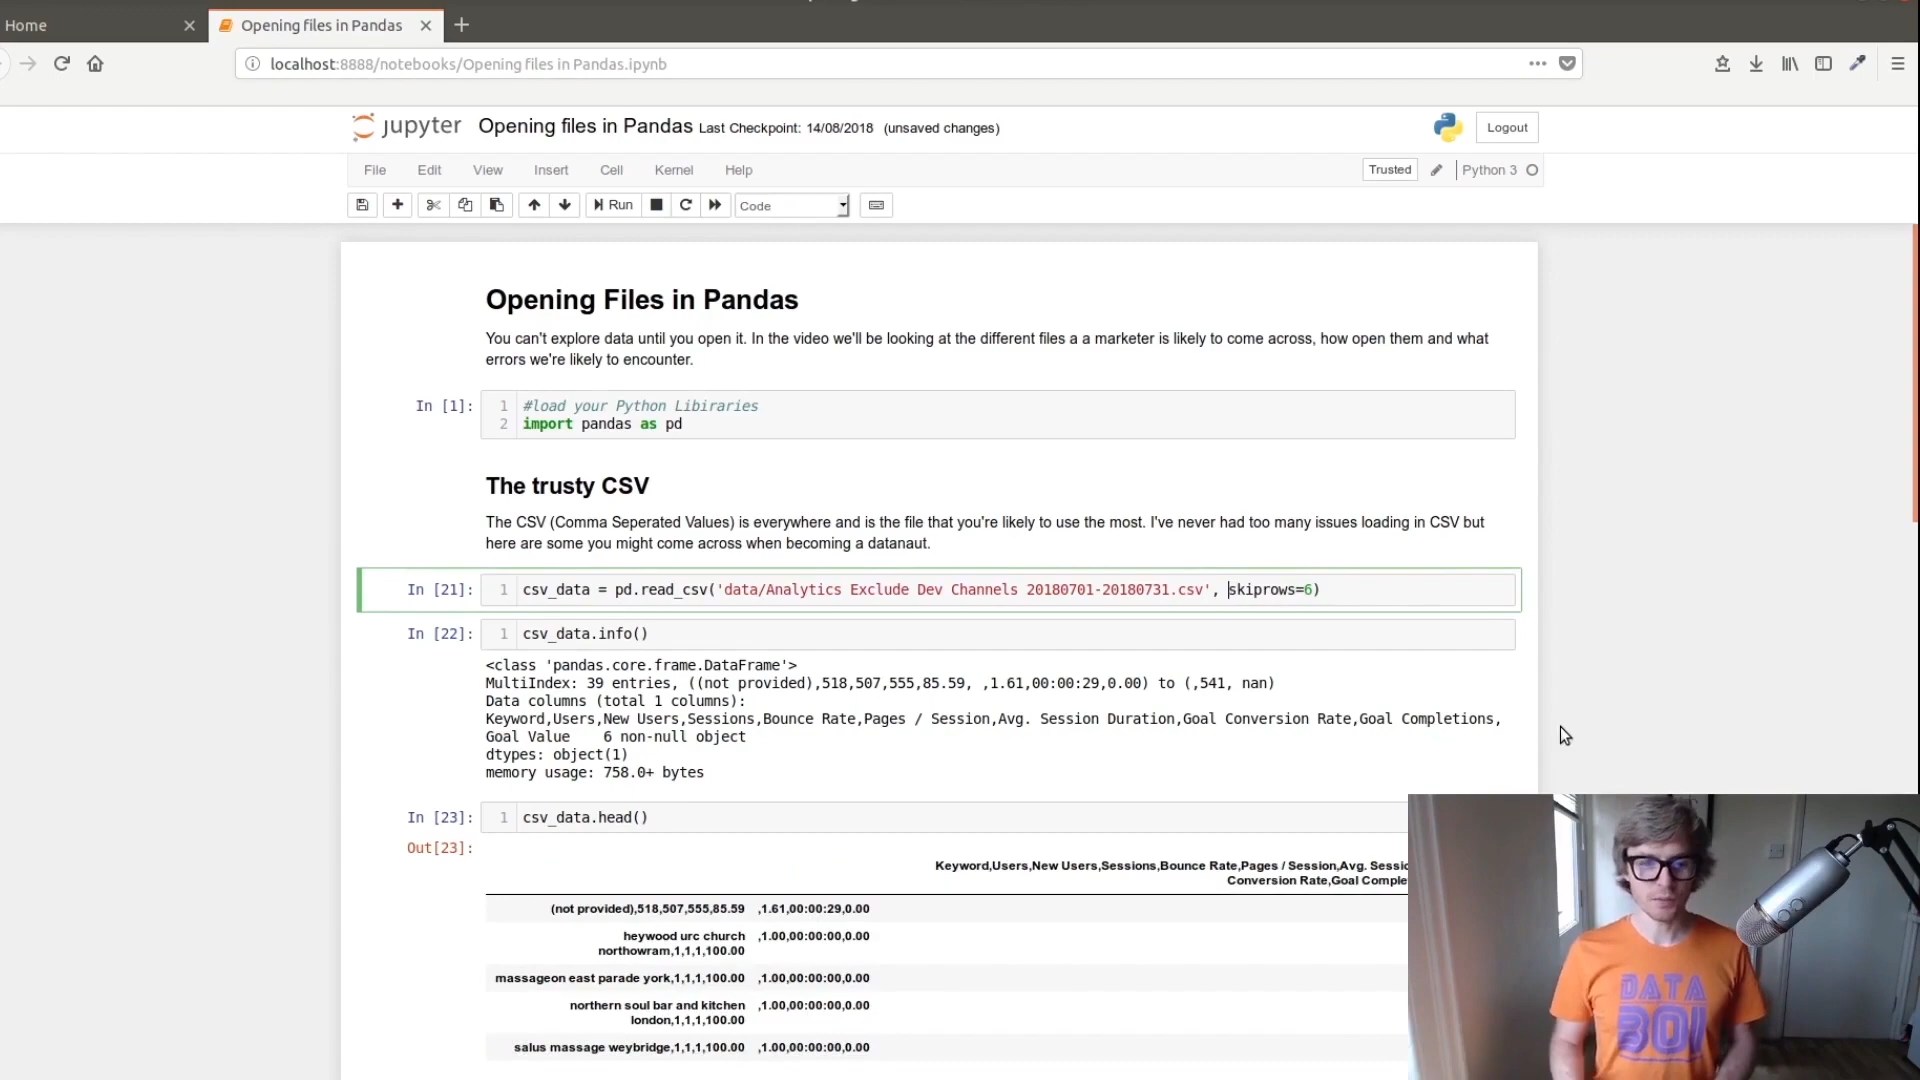 Home
Opening files in Pandas
localhost:8888/notebooks/Opening files in Pandas.ipynb
jupyter Opening files in Pandas Last Checkpoint: 14/08/2018 (unsaved changes)
Logout
File Edit View Insert Cell Kernel Help
Trusted
Python 3
Run
Code
Opening Files in Pandas
You can't explore data until you open it. In the video we'll be looking at the different files a a marketer is likely to come across, how open them and what
errors we're likely to encounter.
In [1]:
1 #load your Python Libiraries
2 import pandas as pd
The trusty CSV
The CSV (Comma Seperated Values) is everywhere and is the file that you're likely to use the most. I've never had too many issues loading in CSV but
here are some you might come across when becoming a datanaut.
In [21]: 1 csv_data = pd.read_csv('data/Analytics Exclude Dev Channels 20180701-20180731.csv', skiprows=6)
In [22]: 1 csv_data.info()
<class 'pandas.core.frame.DataFrame'>
MultiIndex: 39 entries, ((not provided),518,507,555,85.59, ,1.61,00:00:29,0.00) to (,541, nan)
Data columns (total 1 columns):
Keyword,Users,New Users,Sessions,Bounce Rate,Pages / Session,Avg. Session Duration,Goal Conversion Rate,Goal Completions,
Goal Value    6 non-null object
dtypes: object(1)
memory usage: 758.0+ bytes
In [23]: 1 csv_data.head()
Out[23]:
Keyword,Users,New Users,Sessions,Bounce Rate,Pages / Session,Avg.
Conversion Rate,Goal
(not provided),518,507,555,85.59 ,1.61,00:00:29,0.00
heywood urc church
northowram,1,1,1,100.00 ,1.00,00:00:00,0.00
massageon east parade york,1,1,1,100.00 ,1.00,00:00:00,0.00
northern soul bar and kitchen
london,1,1,1,100.00 ,1.00,00:00:00,0.00
salus massage weybridge,1,1,1,100.00 ,1.00,00:00:00,0.00
DATA
BOI